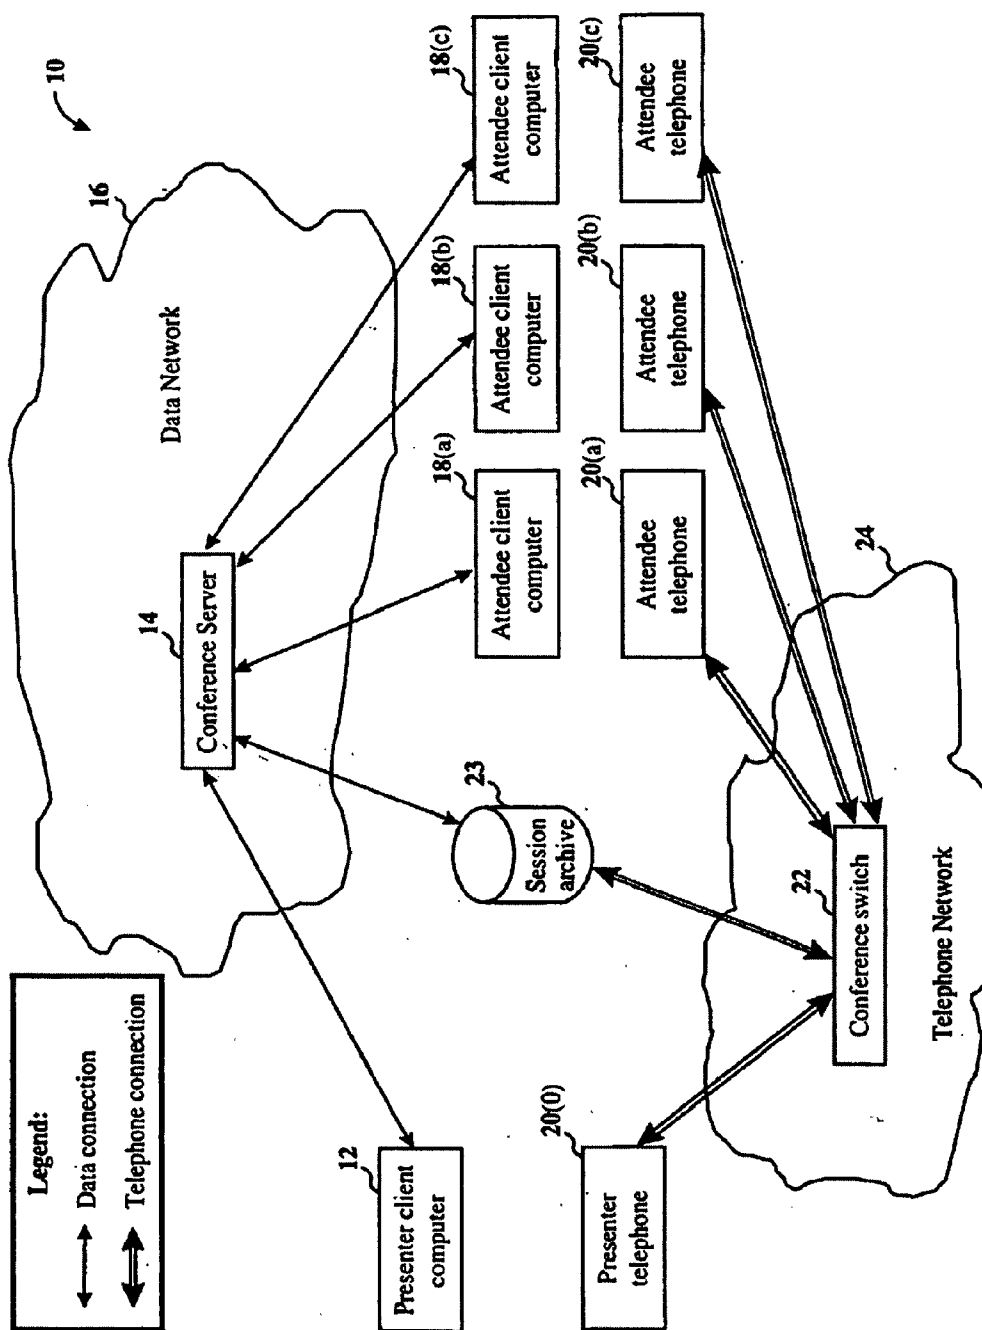 10
Legend:
Data connection
Telephone connection
16
Data Network
14
Conference Server
12
Presenter client
computer
23
Session
archive
18(a)
Attendee client
computer
18(b)
Attendee client
computer
18(c)
Attendee client
computer
20(0)
Presenter
telephone
20(a)
Attendee
telephone
20(b)
Attendee
telephone
20(c)
Attendee
telephone
22
Conference switch
24
Telephone Network